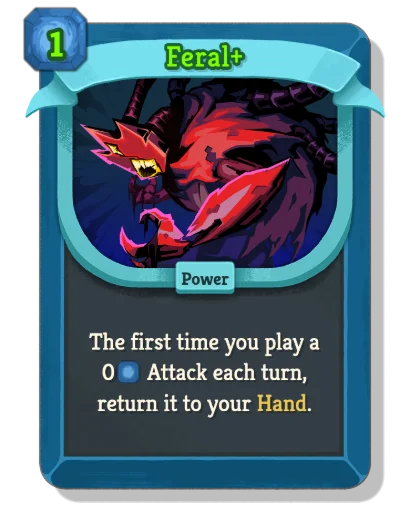 1
Feral+
Power
The first time you play a
0 Attack each turn,
return it to your Hand.